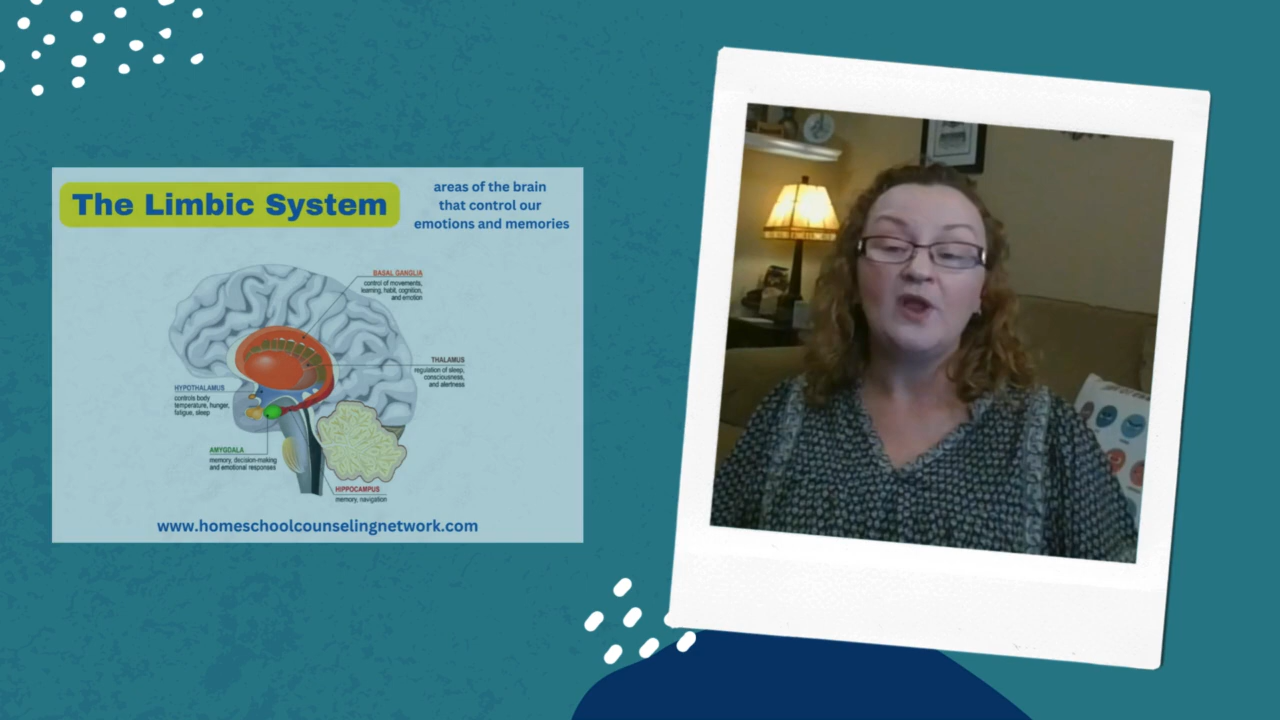 The Limbic System
areas of the brain
that control our
emotions and memories
BASAL GANGLIA
control of movements,
learning, habit, cognition,
and emotion
THALAMUS
regulation of sleep,
consciousness,
and alertness
HYPOTHALAMUS
controls body
temperature, hunger,
fatigue, sleep
AMYGDALA
memory, decision-making
and emotional responses
HIPPOCAMPUS
memory, navigation
www.homeschoolcounselingnetwork.com